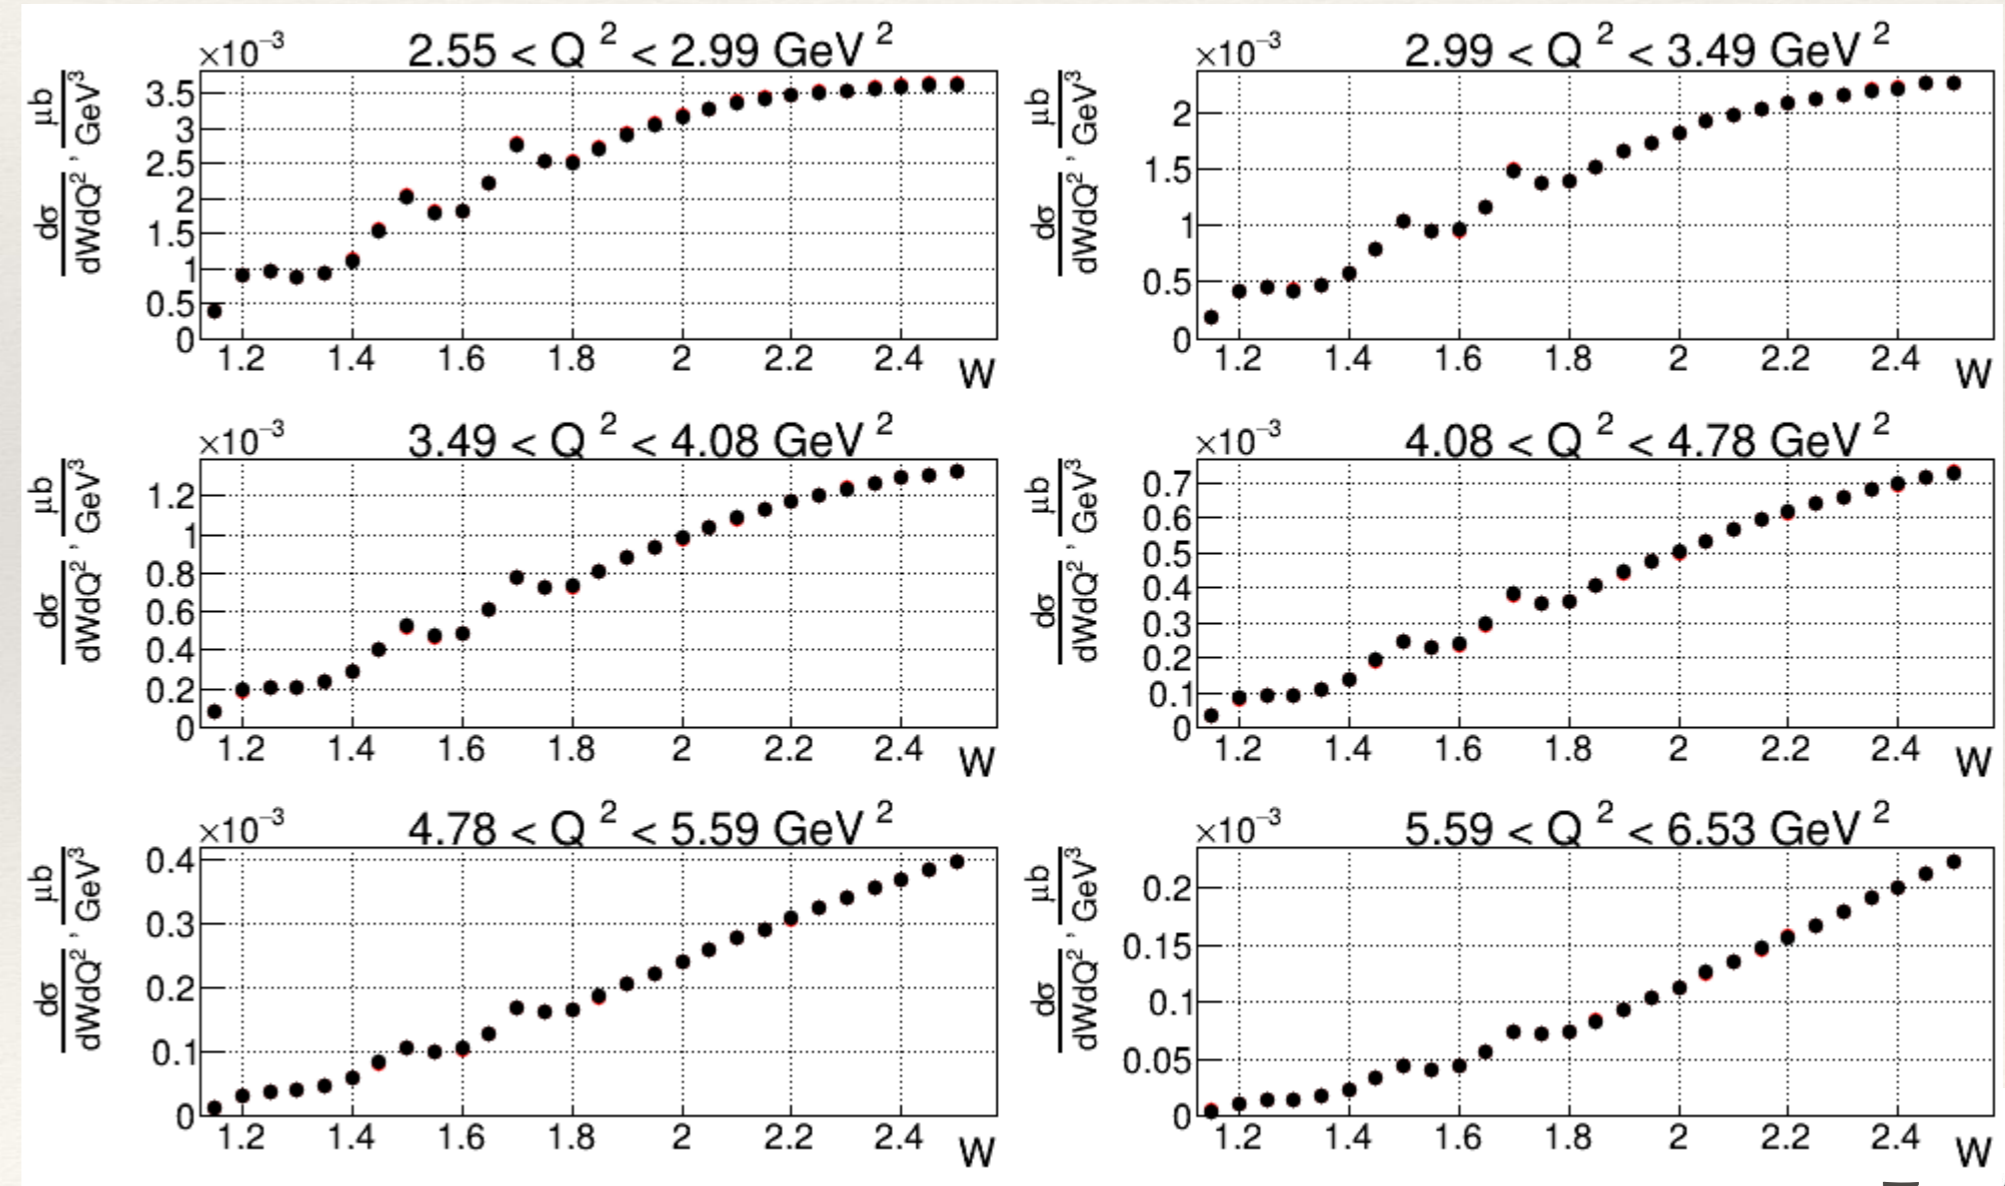 ×10⁻³ 2.55 < Q² < 2.99 GeV²
dσ/dWdQ², μb/GeV³
3.5
3
2.5
2
1.5
1
0.5
0
1.2 1.4 1.6 1.8 2 2.2 2.4
W
×10⁻³ 2.99 < Q² < 3.49 GeV²
dσ/dWdQ², μb/GeV³
2
1.5
1
0.5
0
1.2 1.4 1.6 1.8 2 2.2 2.4
W
×10⁻³ 3.49 < Q² < 4.08 GeV²
dσ/dWdQ², μb/GeV³
1.2
1
0.8
0.6
0.4
0.2
0
1.2 1.4 1.6 1.8 2 2.2 2.4
W
×10⁻³ 4.08 < Q² < 4.78 GeV²
dσ/dWdQ², μb/GeV³
0.7
0.6
0.5
0.4
0.3
0.2
0.1
0
1.2 1.4 1.6 1.8 2 2.2 2.4
W
×10⁻³ 4.78 < Q² < 5.59 GeV²
dσ/dWdQ², μb/GeV³
0.4
0.3
0.2
0.1
0
1.2 1.4 1.6 1.8 2 2.2 2.4
W
×10⁻³ 5.59 < Q² < 6.53 GeV²
dσ/dWdQ², μb/GeV³
0.2
0.15
0.1
0.05
0
1.2 1.4 1.6 1.8 2 2.2 2.4
W